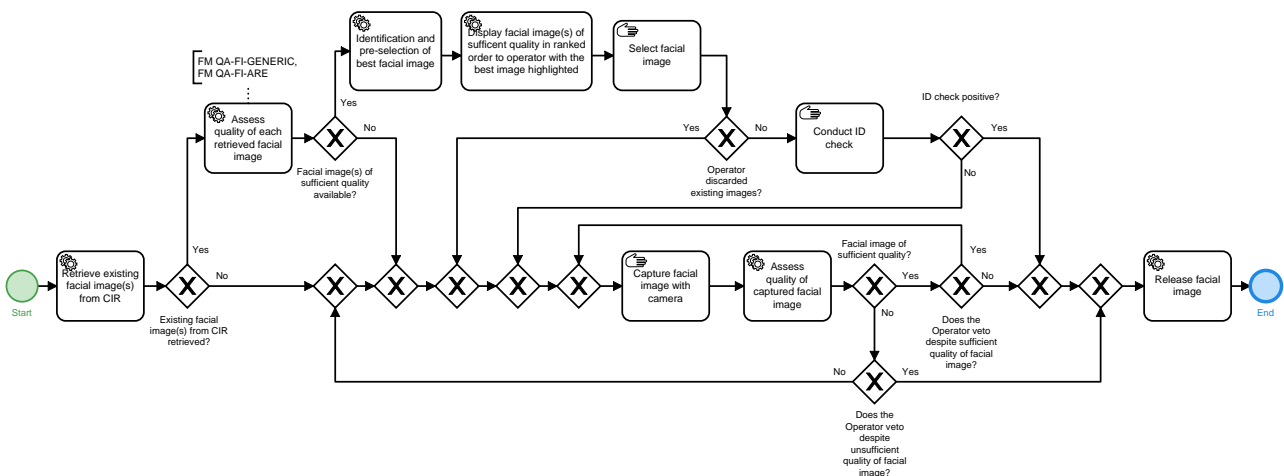 FM QA-FI-GENERIC,
FM QA-FI-ARE
Identification and
pre-selection of
best facial image
Display facial image(s) of
sufficent quality in ranked
order to operator with the
best image highlighted
Select facial
image
Assess
quality of each
retrieved facial
image
Yes
No
Facial image(s) of
sufficient quality
available?
Yes
No
Operator
discarded
existing images?
Conduct ID
check
ID check positive?
Yes
No
Start
Retrieve existing
facial image(s)
from CIR
Yes
No
Existing facial
image(s) from CIR
retrieved?
Capture facial
image with
camera
Assess
quality of
captured facial
image
Facial image of
sufficient quality?
Yes
No
Yes
No
Does the
Operator veto
despite sufficient
quality of facial
image?
No
Yes
Does the
Operator veto
despite
unsufficient
quality of facial
image?
Release facial
image
End